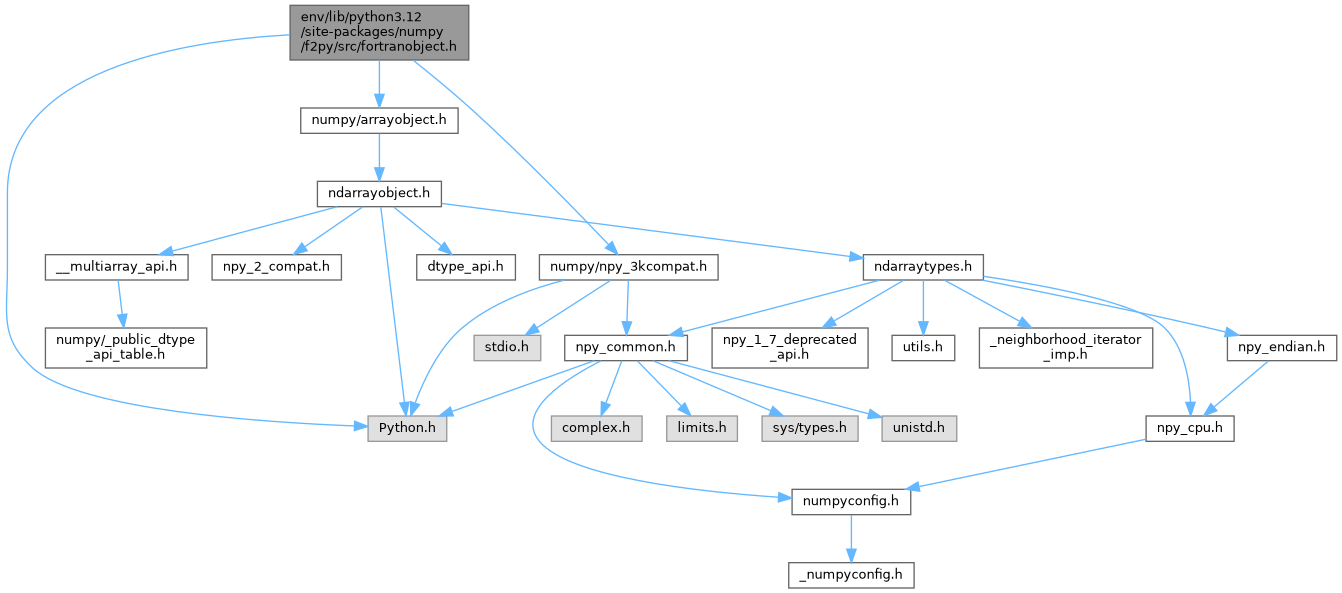 env/lib/python3.12
/site-packages/numpy
/f2py/src/fortranobject.h
numpy/arrayobject.h
ndarrayobject.h
__multiarray_api.h
npy_2_compat.h
dtype_api.h
numpy/npy_3kcompat.h
ndarraytypes.h
numpy/_public_dtype
_api_table.h
stdio.h
npy_common.h
npy_1_7_deprecated
_api.h
utils.h
_neighborhood_iterator
_imp.h
npy_endian.h
Python.h
complex.h
limits.h
sys/types.h
unistd.h
npy_cpu.h
numpyconfig.h
_numpyconfig.h